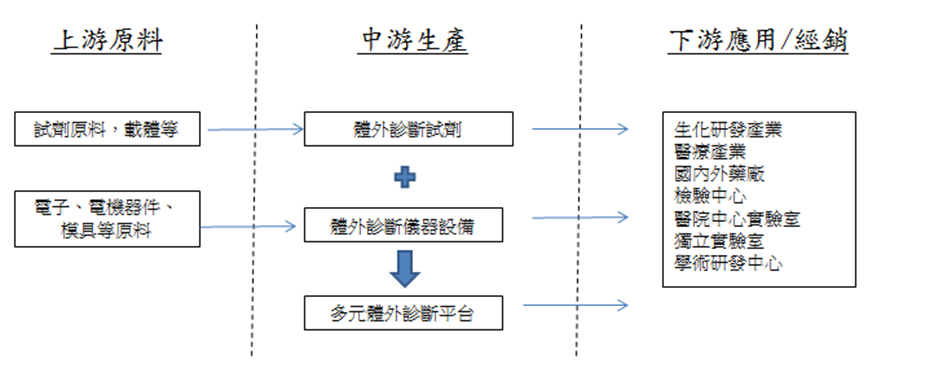 上游原料
中游生產
下游應用/經銷
試劑原料，載體等
電子、電機器件、
模具等原料
體外診斷試劑
體外診斷儀器設備
多元體外診斷平台
生化研發產業
醫療產業
國內外藥廠
檢驗中心
醫院中心實驗室
獨立實驗室
學術研發中心